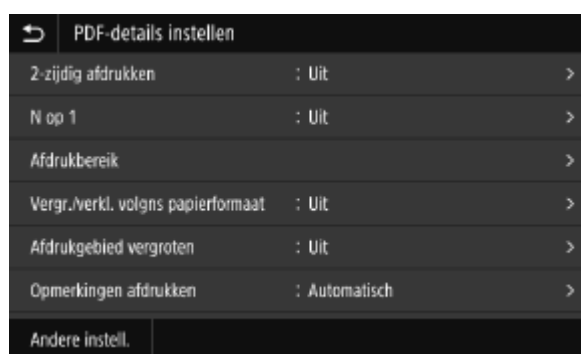 PDF-details instellen
2-zijdig afdrukken : Uit
N op 1 : Uit
Afdrukbereik
Vergr./verkl. volgns papierformaat : Uit
Afdrukgebied vergroten : Uit
Opmerkingen afdrukken : Automatisch
Andere instell.